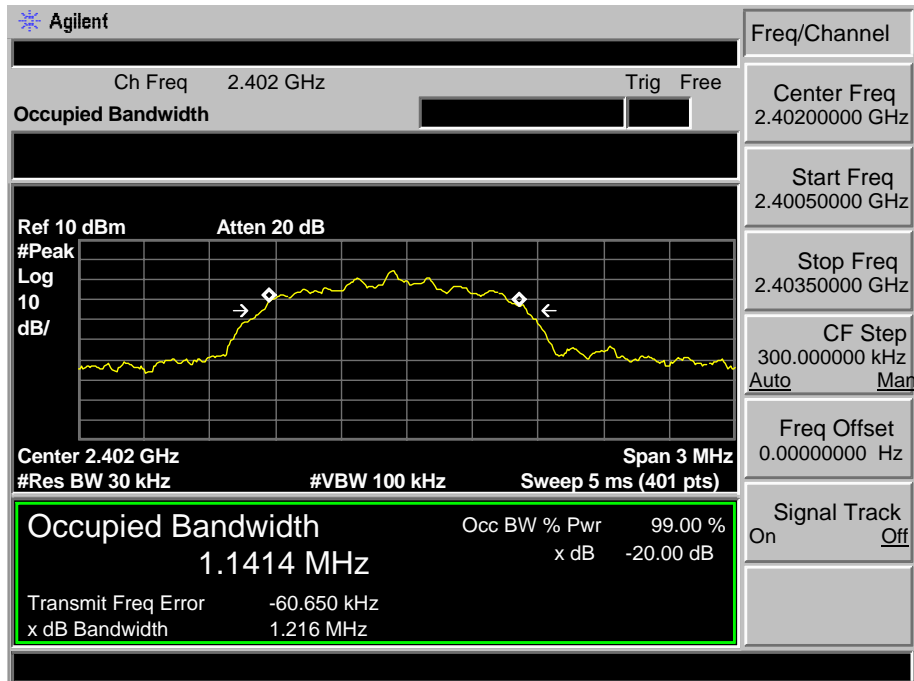 Agilent
Ch Freq 2.402 GHz Trig Free
Occupied Bandwidth
Ref 10 dBm Atten 20 dB
#Peak
Log
10
dB/
Center 2.402 GHz Span 3 MHz
#Res BW 30 kHz #VBW 100 kHz Sweep 5 ms (401 pts)
Occupied Bandwidth
1.1414 MHz
Occ BW % Pwr 99.00 %
x dB -20.00 dB
Transmit Freq Error -60.650 kHz
x dB Bandwidth 1.216 MHz
Freq/Channel
Center Freq
2.40200000 GHz
Start Freq
2.40050000 GHz
Stop Freq
2.40350000 GHz
CF Step
300.000000 kHz
Auto Man
Freq Offset
0.00000000 Hz
Signal Track
On Off